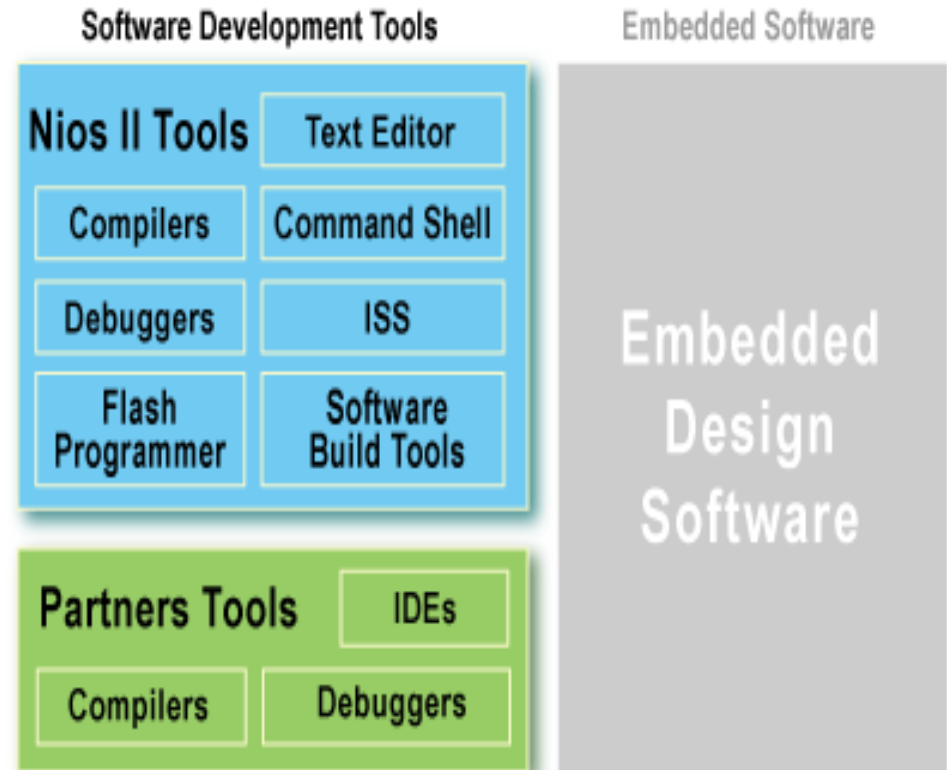 Software Development Tools
Nios II Tools
Text Editor
Compilers
Command Shell
Debuggers
ISS
Flash
Programmer
Software
Build Tools
Partners Tools
IDEs
Compilers
Debuggers
Embedded Software
Embedded
Design
Software